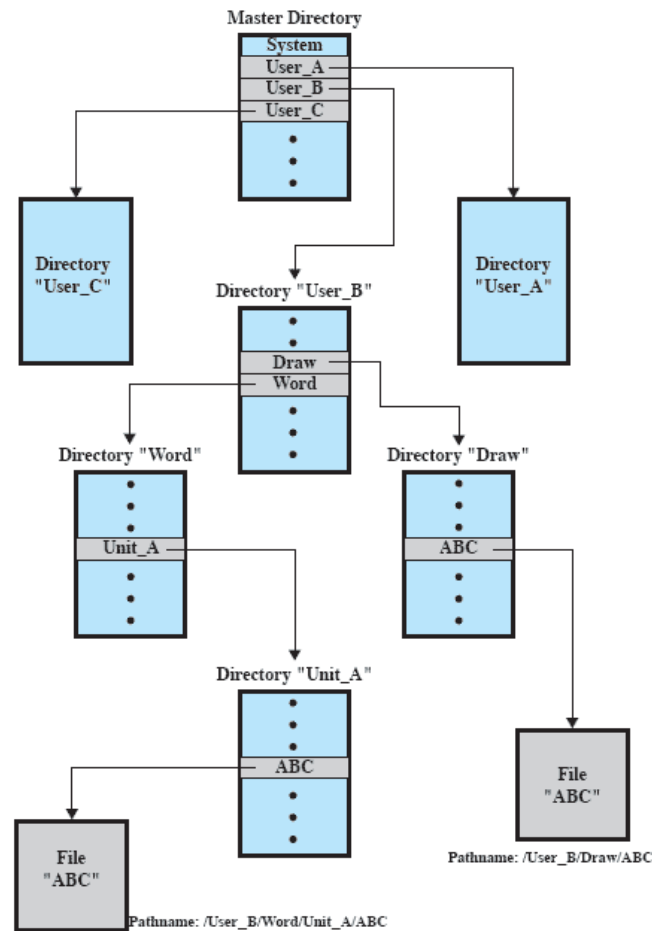 Master Directory
System
User_A
User_B
User_C
Directory
"User_C"
Directory
"User_A"
Directory "User_B"
Draw
Word
Directory "Word"
Directory "Draw"
Unit_A
ABC
Directory "Unit_A"
ABC
File
"ABC"
Pathname: /User_B/Draw/ABC
File
"ABC"
Pathname: /User_B/Word/Unit_A/ABC